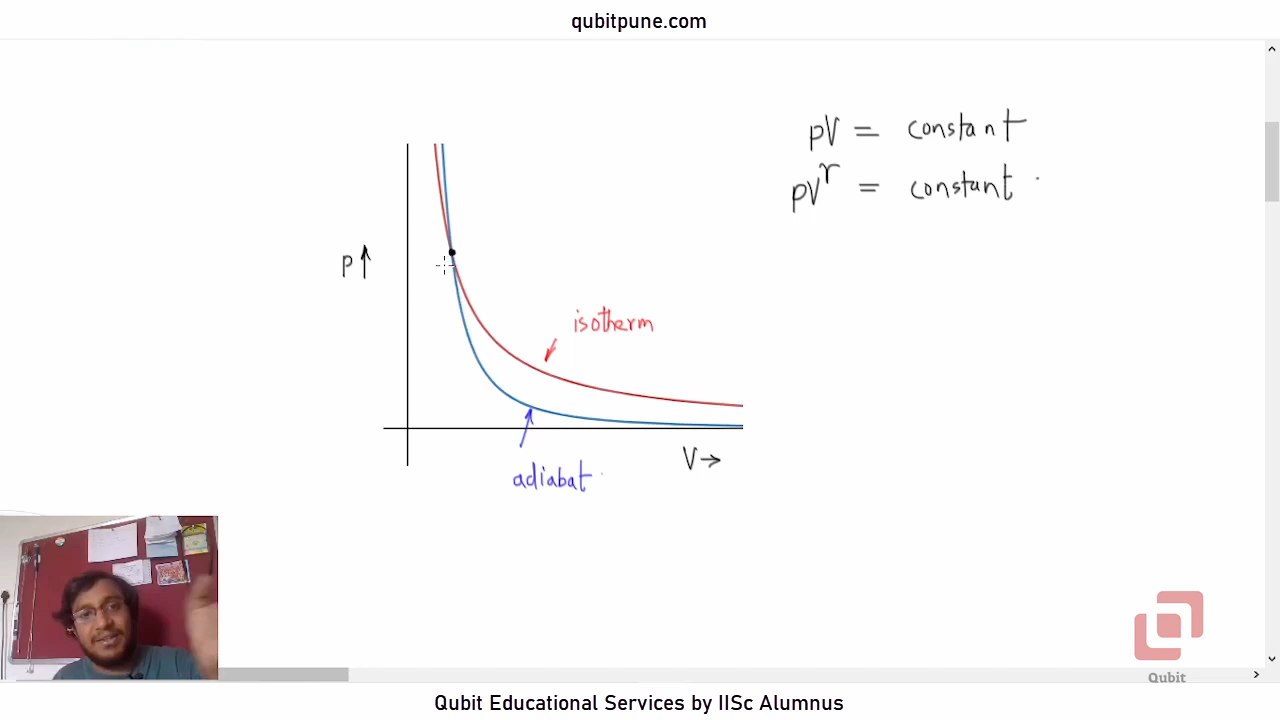 qubitpune.com
pV = constant
pV^γ = constant
P↑
isotherm
V→
adiabat
Qubit
Qubit Educational Services by IISc Alumnus